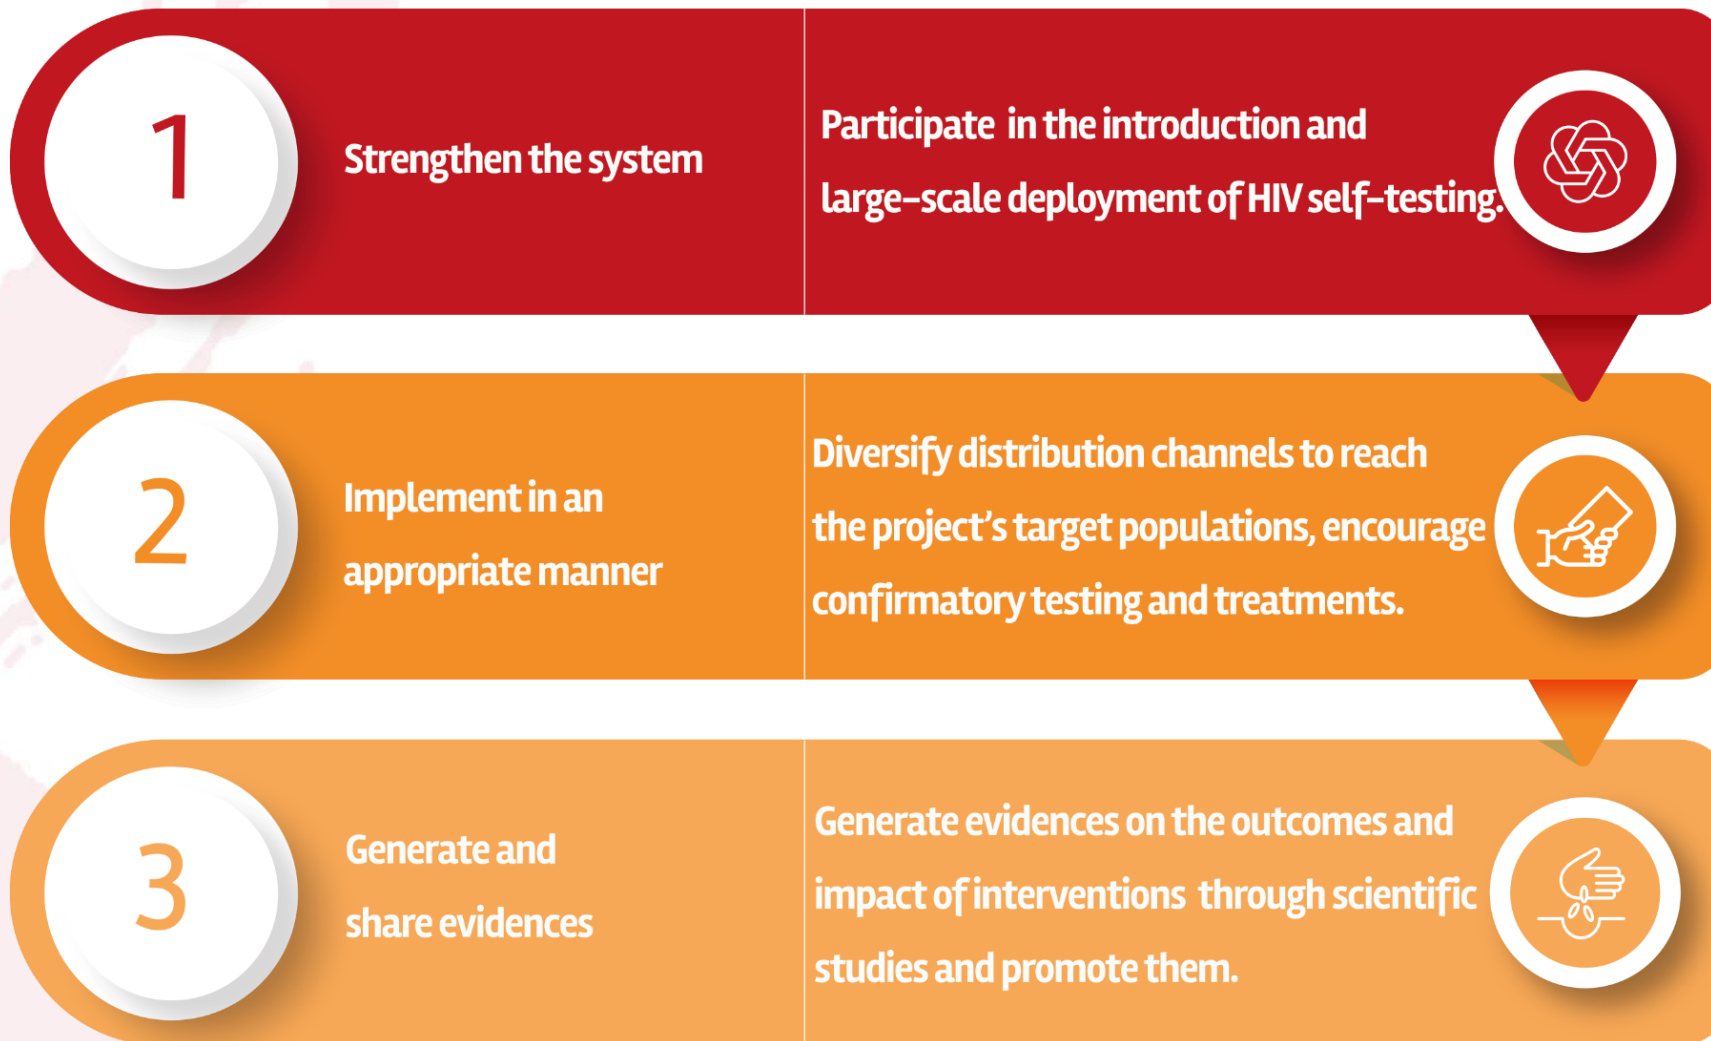 1
Strengthen the system
Participate in the introduction and
large-scale deployment of HIV self-testing.
2
Implement in an
appropriate manner
Diversify distribution channels to reach
the project's target populations, encourage
confirmatory testing and treatments.
3
Generate and
share evidences
Generate evidences on the outcomes and
impact of interventions through scientific
studies and promote them.